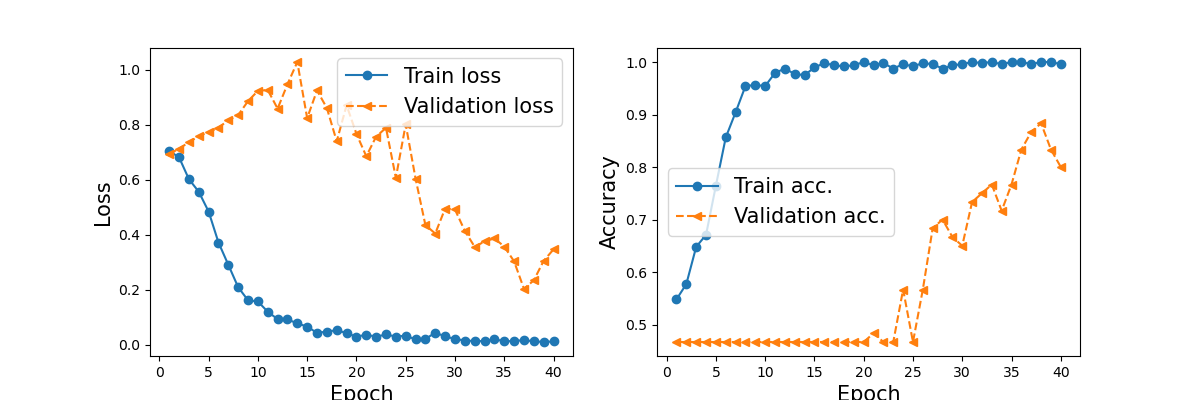 1.0
0.8
0.6
0.4
0.2
0.0
Loss
Train loss
Validation loss
0 5 10 15 20 25 30 35 40
Epoch
1.0
0.9
0.8
0.7
0.6
0.5
Accuracy
Train acc.
Validation acc.
0 5 10 15 20 25 30 35 40
Epoch